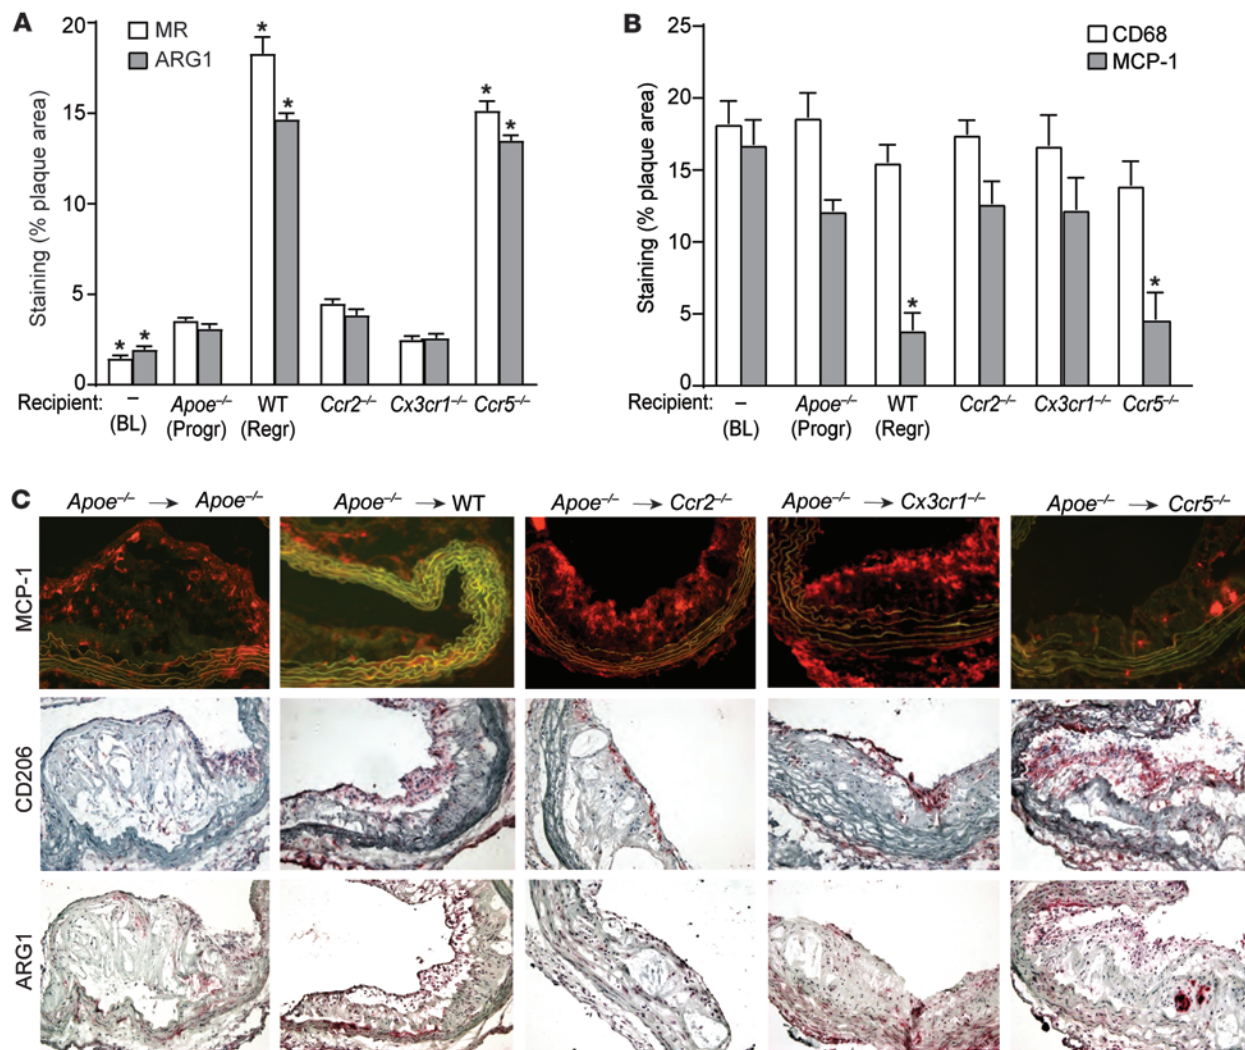 A
MR
ARG1
Staining (% plaque area)
20
15
10
5
0
* * * * * *
Recipient: – Apoe–/– WT Ccr2–/– Cx3cr1–/– Ccr5–/–
(BL) (Progr) (Regr)
B
CD68
MCP-1
Staining (% plaque area)
25
20
15
10
5
0
* *
Recipient: – Apoe–/– WT Ccr2–/– Cx3cr1–/– Ccr5–/–
(BL) (Progr) (Regr)
C
Apoe–/– → Apoe–/– Apoe–/– → WT Apoe–/– → Ccr2–/– Apoe–/– → Cx3cr1–/– Apoe–/– → Ccr5–/–
MCP-1
CD206
ARG1